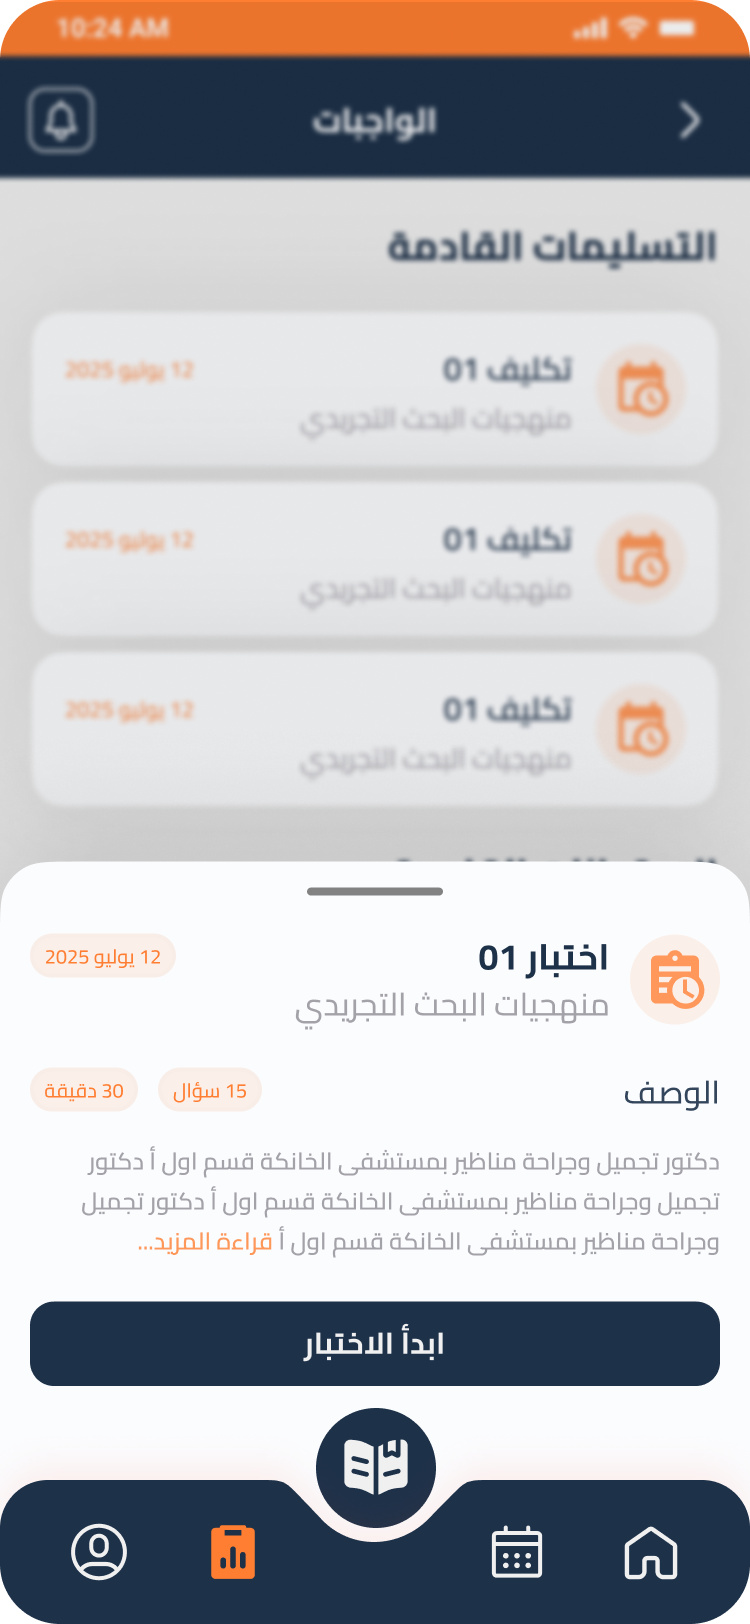 10:24 AM
الواجبات
التسليمات القادمة
تكليف 01
12 يوليو 2025
منهجيات البحث التجريدي
تكليف 01
12 يوليو 2025
منهجيات البحث التجريدي
تكليف 01
12 يوليو 2025
منهجيات البحث التجريدي
اختبار 01
12 يوليو 2025
منهجيات البحث التجريدي
الوصف
15 سؤال
30 دقيقة
دكتور تجميل وجراحة مناظير بمستشفى الخانكة قسم اول أ دكتور
تجميل وجراحة مناظير بمستشفى الخانكة قسم اول أ دكتور تجميل
وجراحة مناظير بمستشفى الخانكة قسم اول أ قراءة المزيد...
ابدأ الاختبار